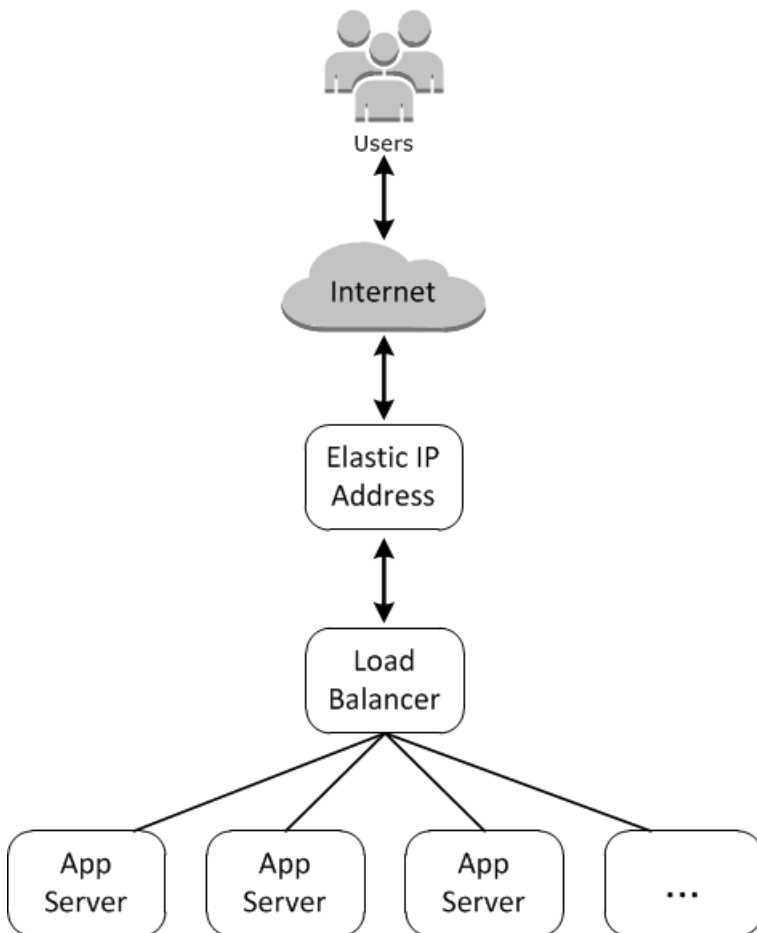 Users
Internet
Elastic IP
Address
Load
Balancer
App
Server
App
Server
App
Server
...